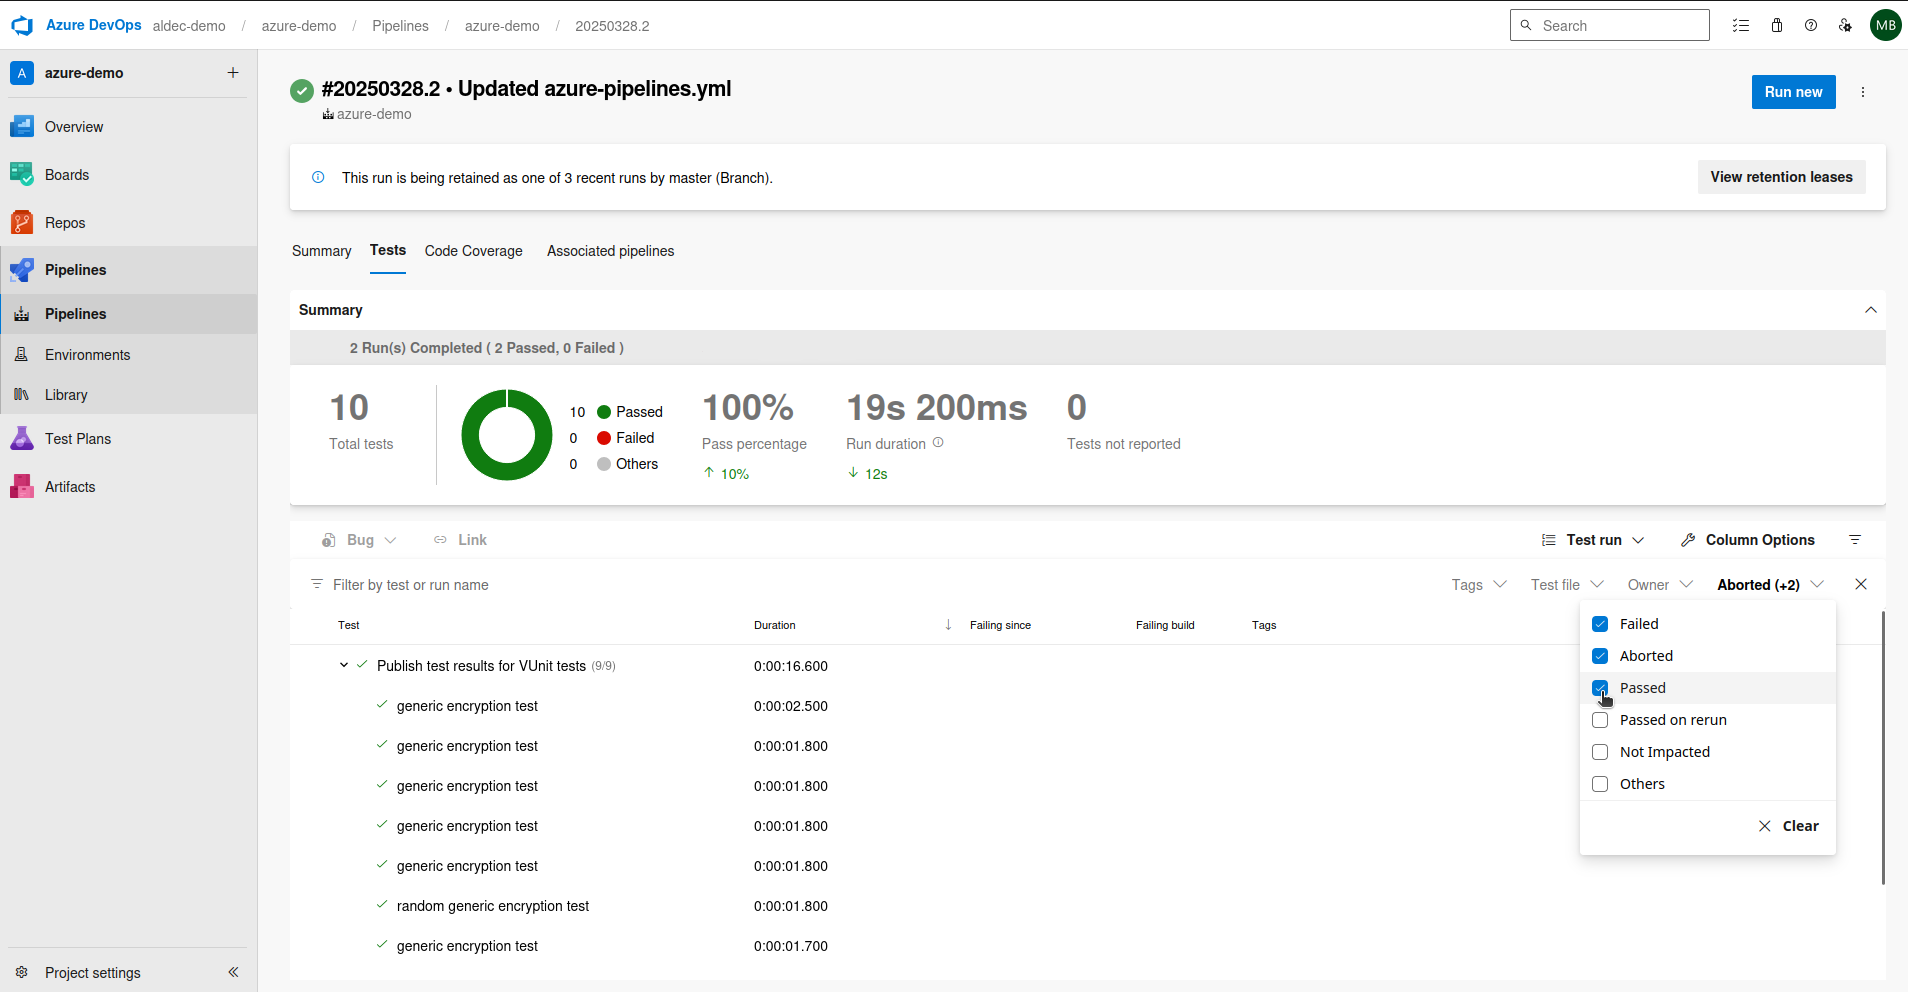 Azure DevOps aldec-demo / azure-demo / Pipelines / azure-demo / 20250328.2
Search
MB
A azure-demo
Overview
Boards
Repos
Pipelines
Pipelines
Environments
Library
Test Plans
Artifacts
Project settings
#20250328.2 • Updated azure-pipelines.yml
azure-demo
Run new
This run is being retained as one of 3 recent runs by master (Branch).
View retention leases
Summary Tests Code Coverage Associated pipelines
Summary
2 Run(s) Completed ( 2 Passed, 0 Failed )
10
Total tests
10 Passed
0 Failed
0 Others
100%
Pass percentage
10%
19s 200ms
Run duration
12s
0
Tests not reported
Bug Link
Test run Column Options
Filter by test or run name
Tags Test file Owner Aborted (+2)
Test Duration Failing since Failing build Tags
Publish test results for VUnit tests (9/9) 0:00:16.600
generic encryption test 0:00:02.500
generic encryption test 0:00:01.800
generic encryption test 0:00:01.800
generic encryption test 0:00:01.800
generic encryption test 0:00:01.800
random generic encryption test 0:00:01.800
generic encryption test 0:00:01.700
Failed
Aborted
Passed
Passed on rerun
Not Impacted
Others
Clear